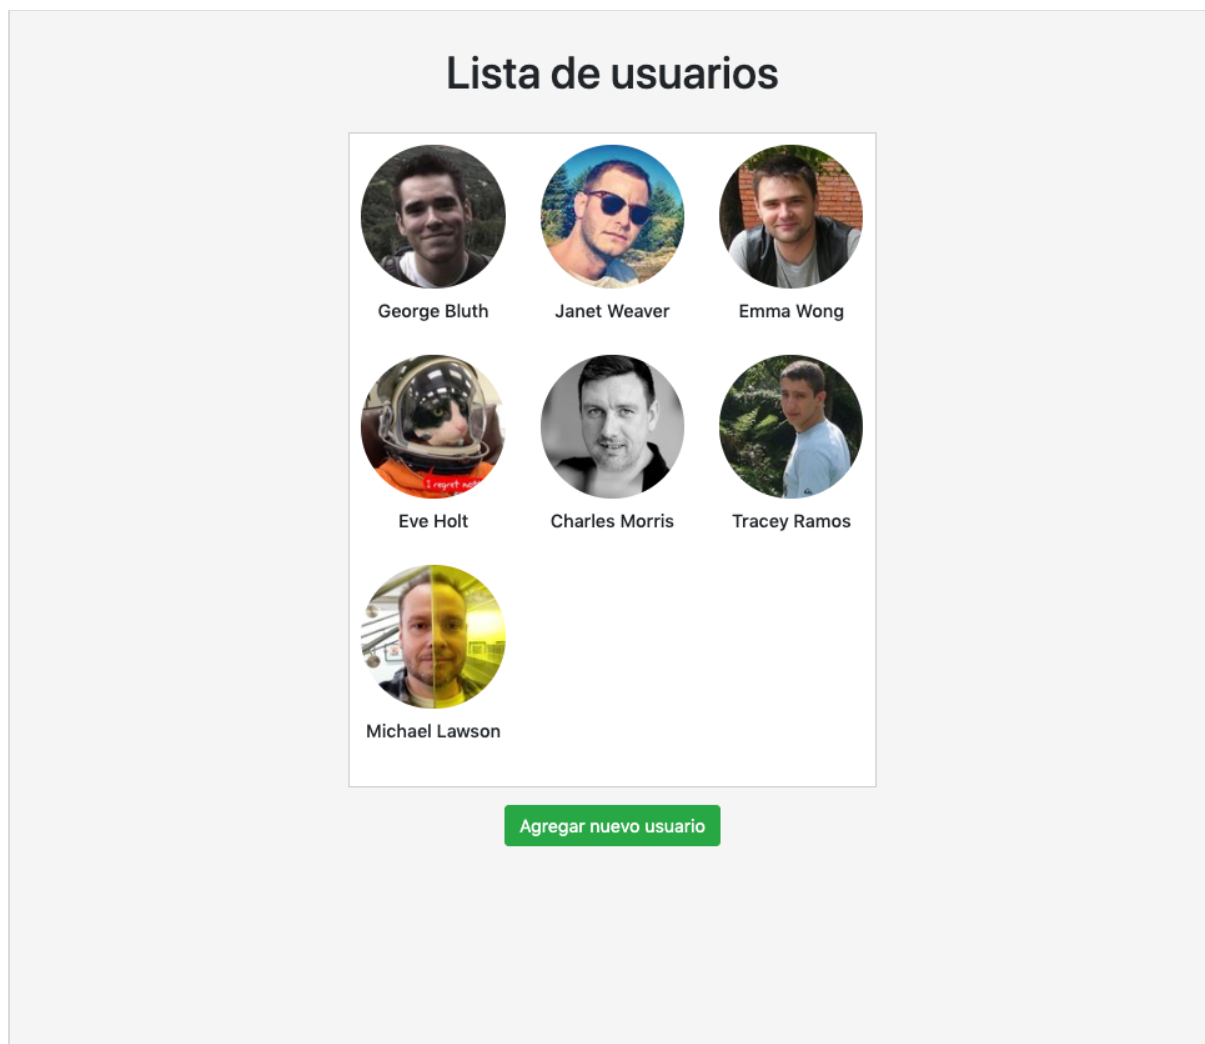 Lista de usuarios
George Bluth
Janet Weaver
Emma Wong
I regret
Eve Holt
Charles Morris
Tracey Ramos
Michael Lawson
Agregar nuevo usuario